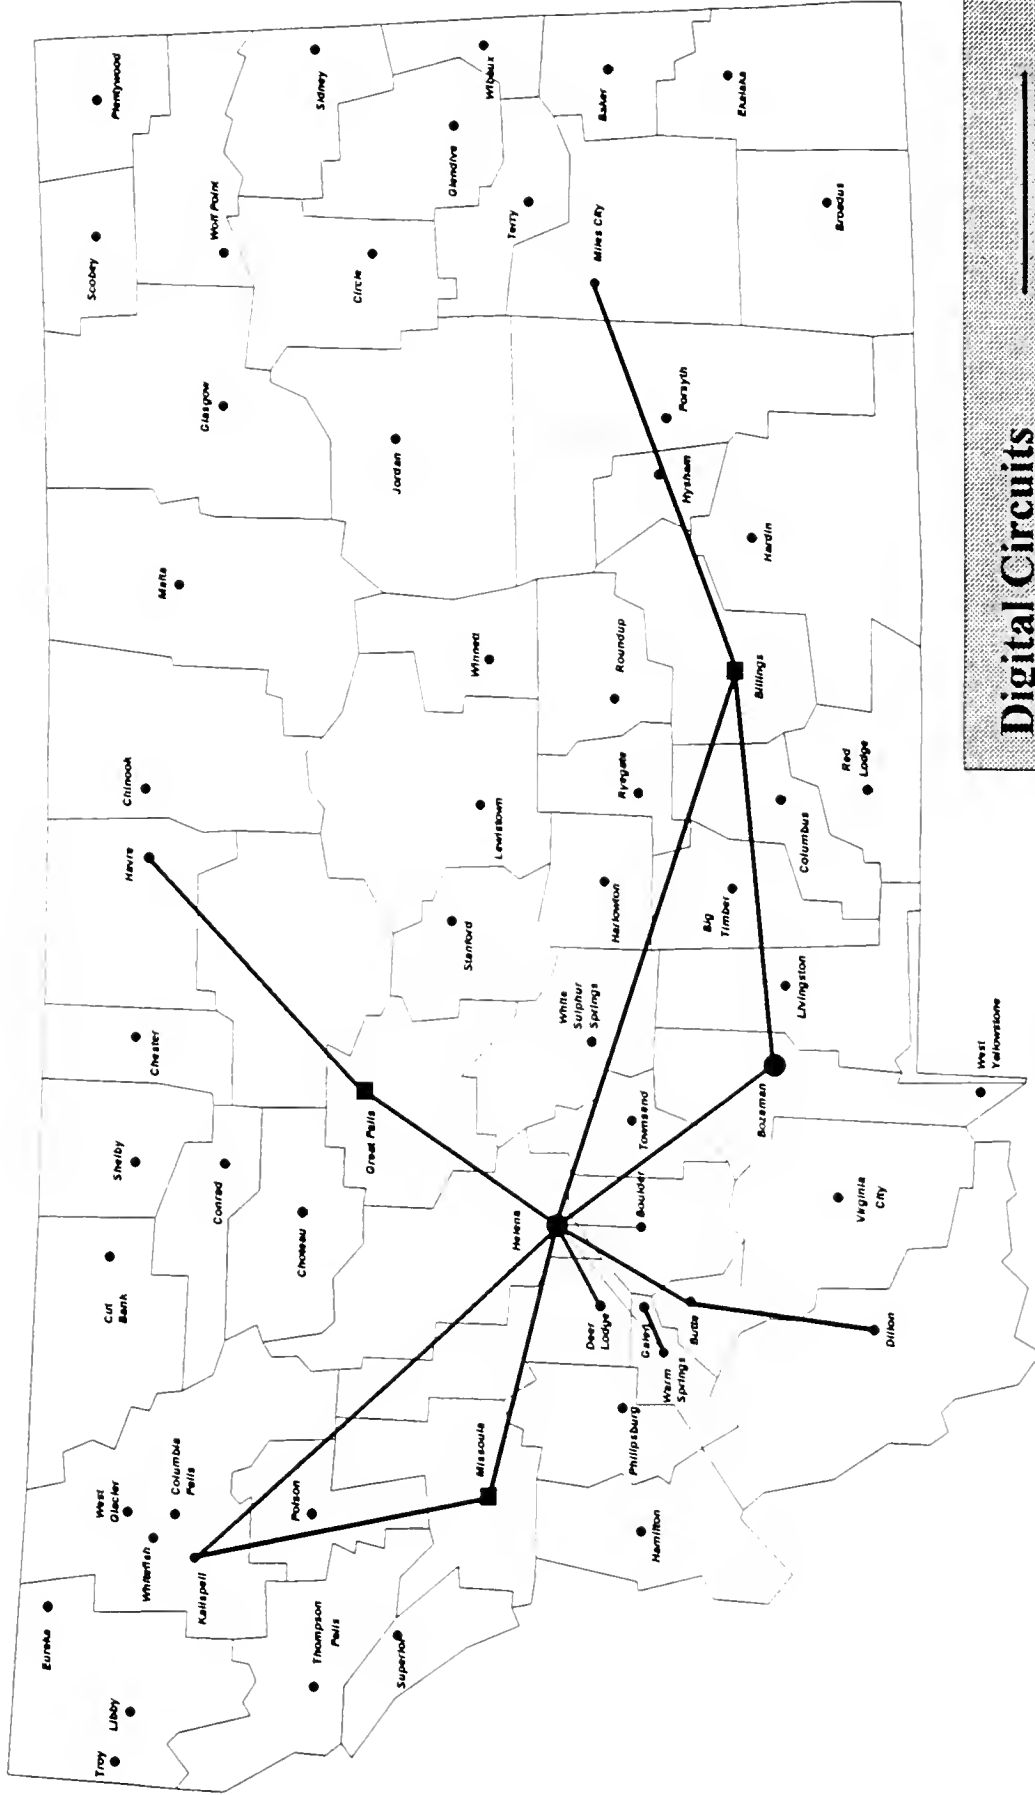 Troy
Libby
Eureka
Whitefish
West
Glacier
Columbia
Falls
Kalispell
Thompson
Falls
Superior
Polson
Missoula
Hamilton
Philipsburg
Cut
Bank
Shelby
Conrad
Choteau
Chester
Great Falls
Helena
Deer
Lodge
Galen
Warm
Springs
Butte
Dillon
Boulder
Townsend
Virginia
City
Bozeman
West
Yellowstone
Livingston
White
Sulphur
Springs
Havre
Chinook
Stanford
Lewistown
Harlowton
Big
Timber
Ryegate
Columbus
Red
Lodge
Malta
Winnett
Roundup
Billings
Glasgow
Jordan
Hysham
Forsyth
Hardin
Scobey
Plentywood
Wolf Point
Circle
Sidney
Glendive
Wibaux
Terry
Miles City
Baker
Ekalaka
Broadus
Digital Circuits